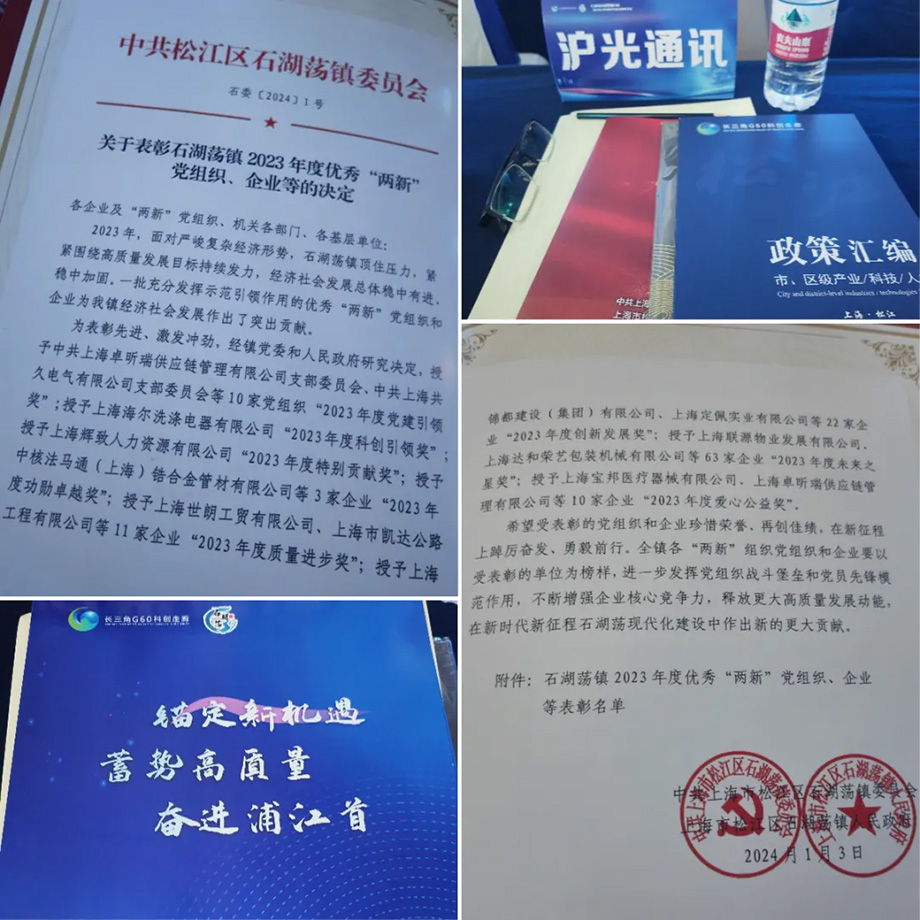 中共松江区石湖荡镇委员会
石委〔2024〕1号
关于表彰石湖荡镇2023年度优秀“两新”
党组织、企业等的决定
各企业及“两新”党组织、机关各部门、各基层单位：
2023年，面对严峻复杂经济形势，石湖荡镇顶住压力，紧
紧围绕高质量发展目标持续发力，经济社会发展总体稳中有进、
稳中加固。一批充分发挥示范引领作用的优秀“两新”党组织和
企业为我镇经济社会发展作出了突出贡献。
为表彰先进、激发冲劲，经镇党委和人民政府研究决定，授
予中共上海卓昕瑞供应链管理有限公司支部委员会、中共上海共
久电气有限公司支部委员会等10家党组织“2023年度党建引领
奖”；授予上海海尔洗涤电器有限公司“2023年度科创引领奖”；
授予上海辉致人力资源有限公司“2023年度特别贡献奖”；授予
中核法马通（上海）锆合金管材有限公司等3家企业“2023年
度功勋卓越奖”；授予上海世朗工贸有限公司、上海市凯达公路
工程有限公司等11家企业“2023年度质量进步奖”；授予上海
沪光通讯
农夫山泉
长三角G60科创走廊
政策汇编
市、区级产业/科技/人
City and district-level industries / technologies
上海·松江
中共上海
上海市松
锦都建设（集团）有限公司、上海定佩实业有限公司等22家企
业“2023年度创新发展奖”；授予上海联源物业发展有限公司、
上海达和荣艺包装机械有限公司等63家企业“2023年度未来之
星奖”；授予上海宝邦医疗器械有限公司、上海卓昕瑞供应链管
理有限公司等10家企业“2023年度爱心公益奖”.
希望受表彰的党组织和企业珍惜荣誉、再创佳绩，在新征程
上踔厉奋发、勇毅前行。全镇各“两新”组织党组织和企业要以
受表彰的单位为榜样，进一步发挥党组织战斗堡垒和党员先锋模
范作用，不断增强企业核心竞争力，释放更大高质量发展动能，
在新时代新征程石湖荡现代化建设中作出新的更大贡献。
附件：石湖荡镇2023年度优秀“两新”党组织、企业
等表彰名单
中共上海市松江区石湖荡镇委员会
上海市松江区石湖荡镇人民政府
2024年1月3日
长三角G60科创走廊
锚定新机遇
蓄势高质量
奋进浦江首